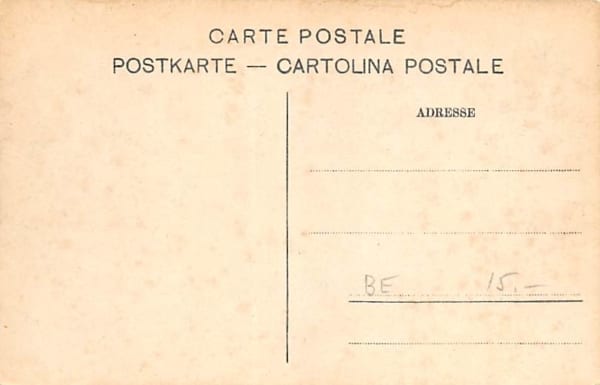 CARTE POSTALE
POSTKARTE — CARTOLINA POSTALE
ADRESSE
BE 15.-